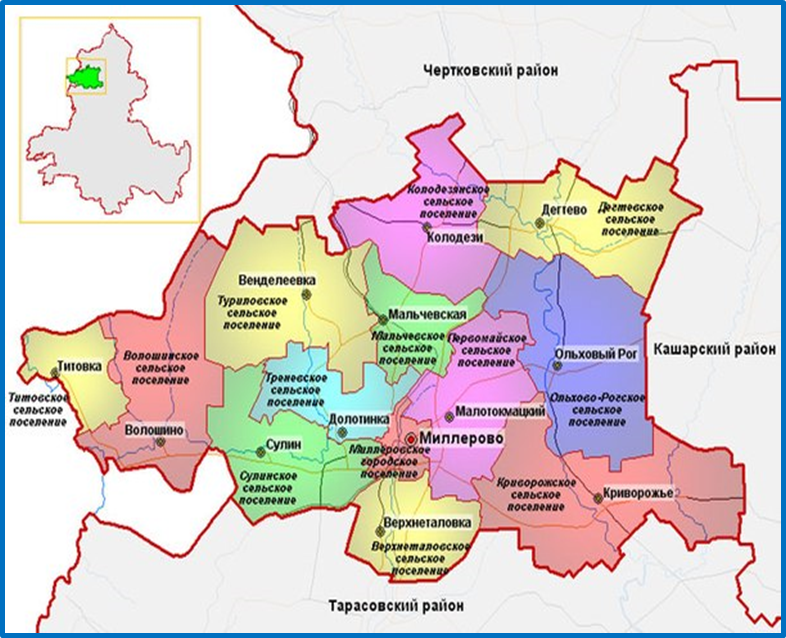 Чертковский район
Колодезянское
сельское
поселение
Колодези
Дегтево
Дегтевское
сельское
поселение
Венделеевка
Туриловское
сельское
поселение
Мальчевская
Мальчевское
сельское
поселение
Первомайское
сельское
поселение
Ольховый Рог
Ольхово-Рогское
сельское
поселение
Кашарский район
Титовка
Титовское
сельское
поселение
Волошинское
сельское
поселение
Волошино
Треневское
сельское
поселение
Долотинка
Малотокмацкий
Миллерово
Миллеровское
городское
поселение
Сулин
Сулинское
сельское
поселение
Криворожское
сельское
поселение
Криворожье
Верхнеталовка
Верхнеталовское
сельское
поселение
Тарасовский район